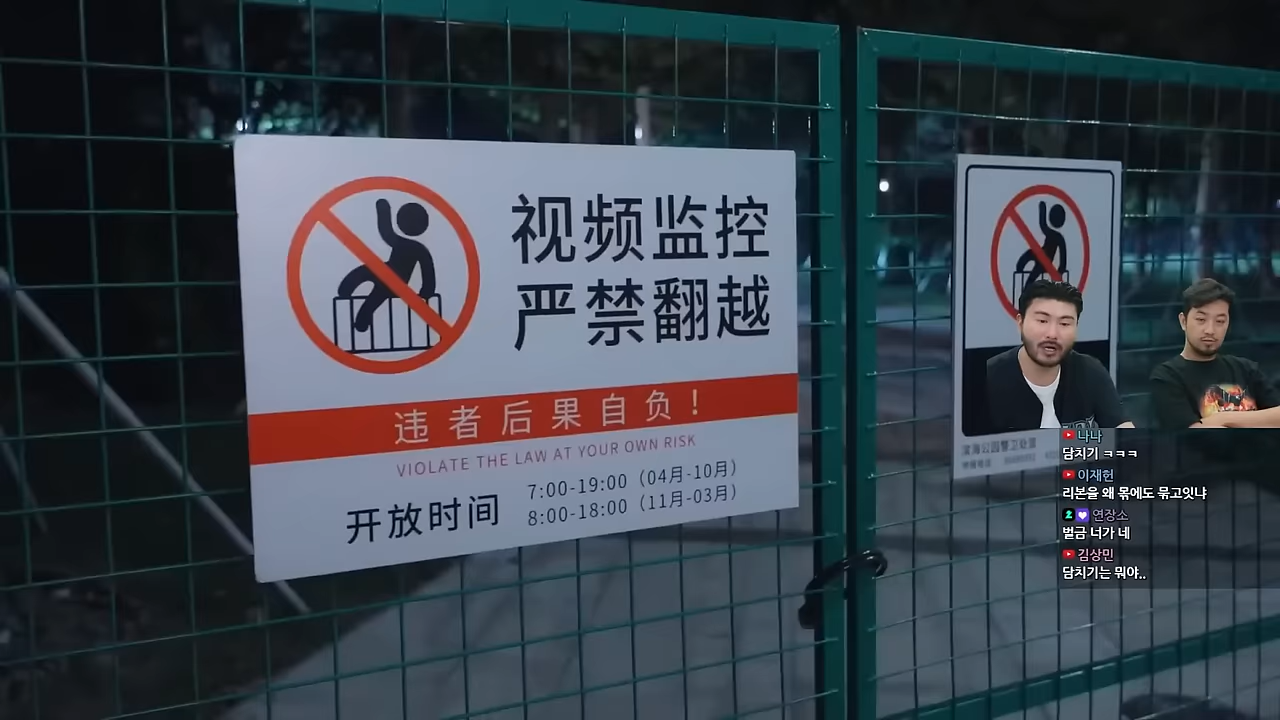 视频监控
严禁翻越
违者后果自负！
VIOLATE THE LAW AT YOUR OWN RISK
开放时间
7:00-19:00（04月-10月）
8:00-18:00（11月-03月）
나나
담치기 ㅋㅋㅋ
이재헌
리본을 왜 몪에도 묶고잇냐
연장소
벌금 너가 네
김상민
담치기는 뭐야..